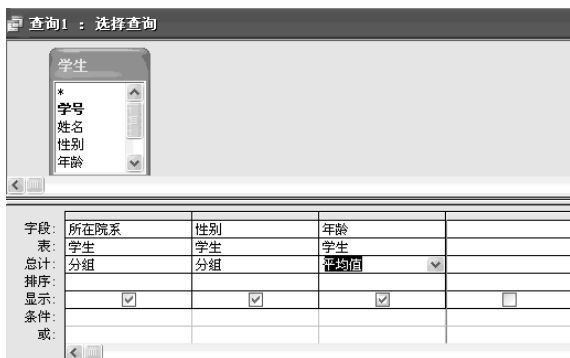 查询1 : 选择查询
学生
*
学号
姓名
性别
年龄
字段: 所在院系 性别 年龄
表: 学生 学生 学生
总计: 分组 分组 平均值
排序:
显示:
条件:
或: